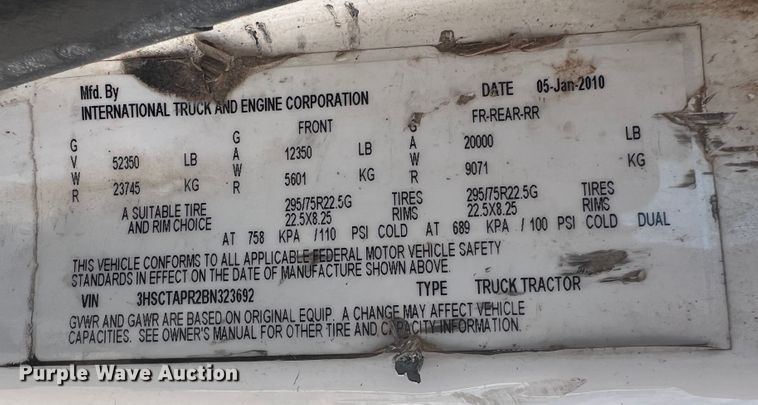 Mfd. By DATE 05-Jan-2010
INTERNATIONAL TRUCK AND ENGINE CORPORATION
G FRONT G FR-REAR-RR
G A A 20000 LB
V 52350 LB W 12350 LB W
W 23745 KG R 5601 KG R 9071 KG
R
A SUITABLE TIRE 295/75R22.5G TIRES 295/75R22.5G TIRES
AND RIM CHOICE 22.5X8.25 RIMS 22.5X8.25 RIMS
AT 758 KPA /110 PSI COLD AT 689 KPA /100 PSI COLD DUAL
THIS VEHICLE CONFORMS TO ALL APPLICABLE FEDERAL MOTOR VEHICLE SAFETY
STANDARDS IN EFFECT ON THE DATE OF MANUFACTURE SHOWN ABOVE.
VIN 3HSCTAPR2BN323692 TYPE TRUCK TRACTOR
GVWR AND GAWR ARE BASED ON ORIGINAL EQUIP. A CHANGE MAY AFFECT VEHICLE
CAPACITIES. SEE OWNER'S MANUAL FOR OTHER TIRE AND CAPACITY INFORMATION.
Purple Wave Auction